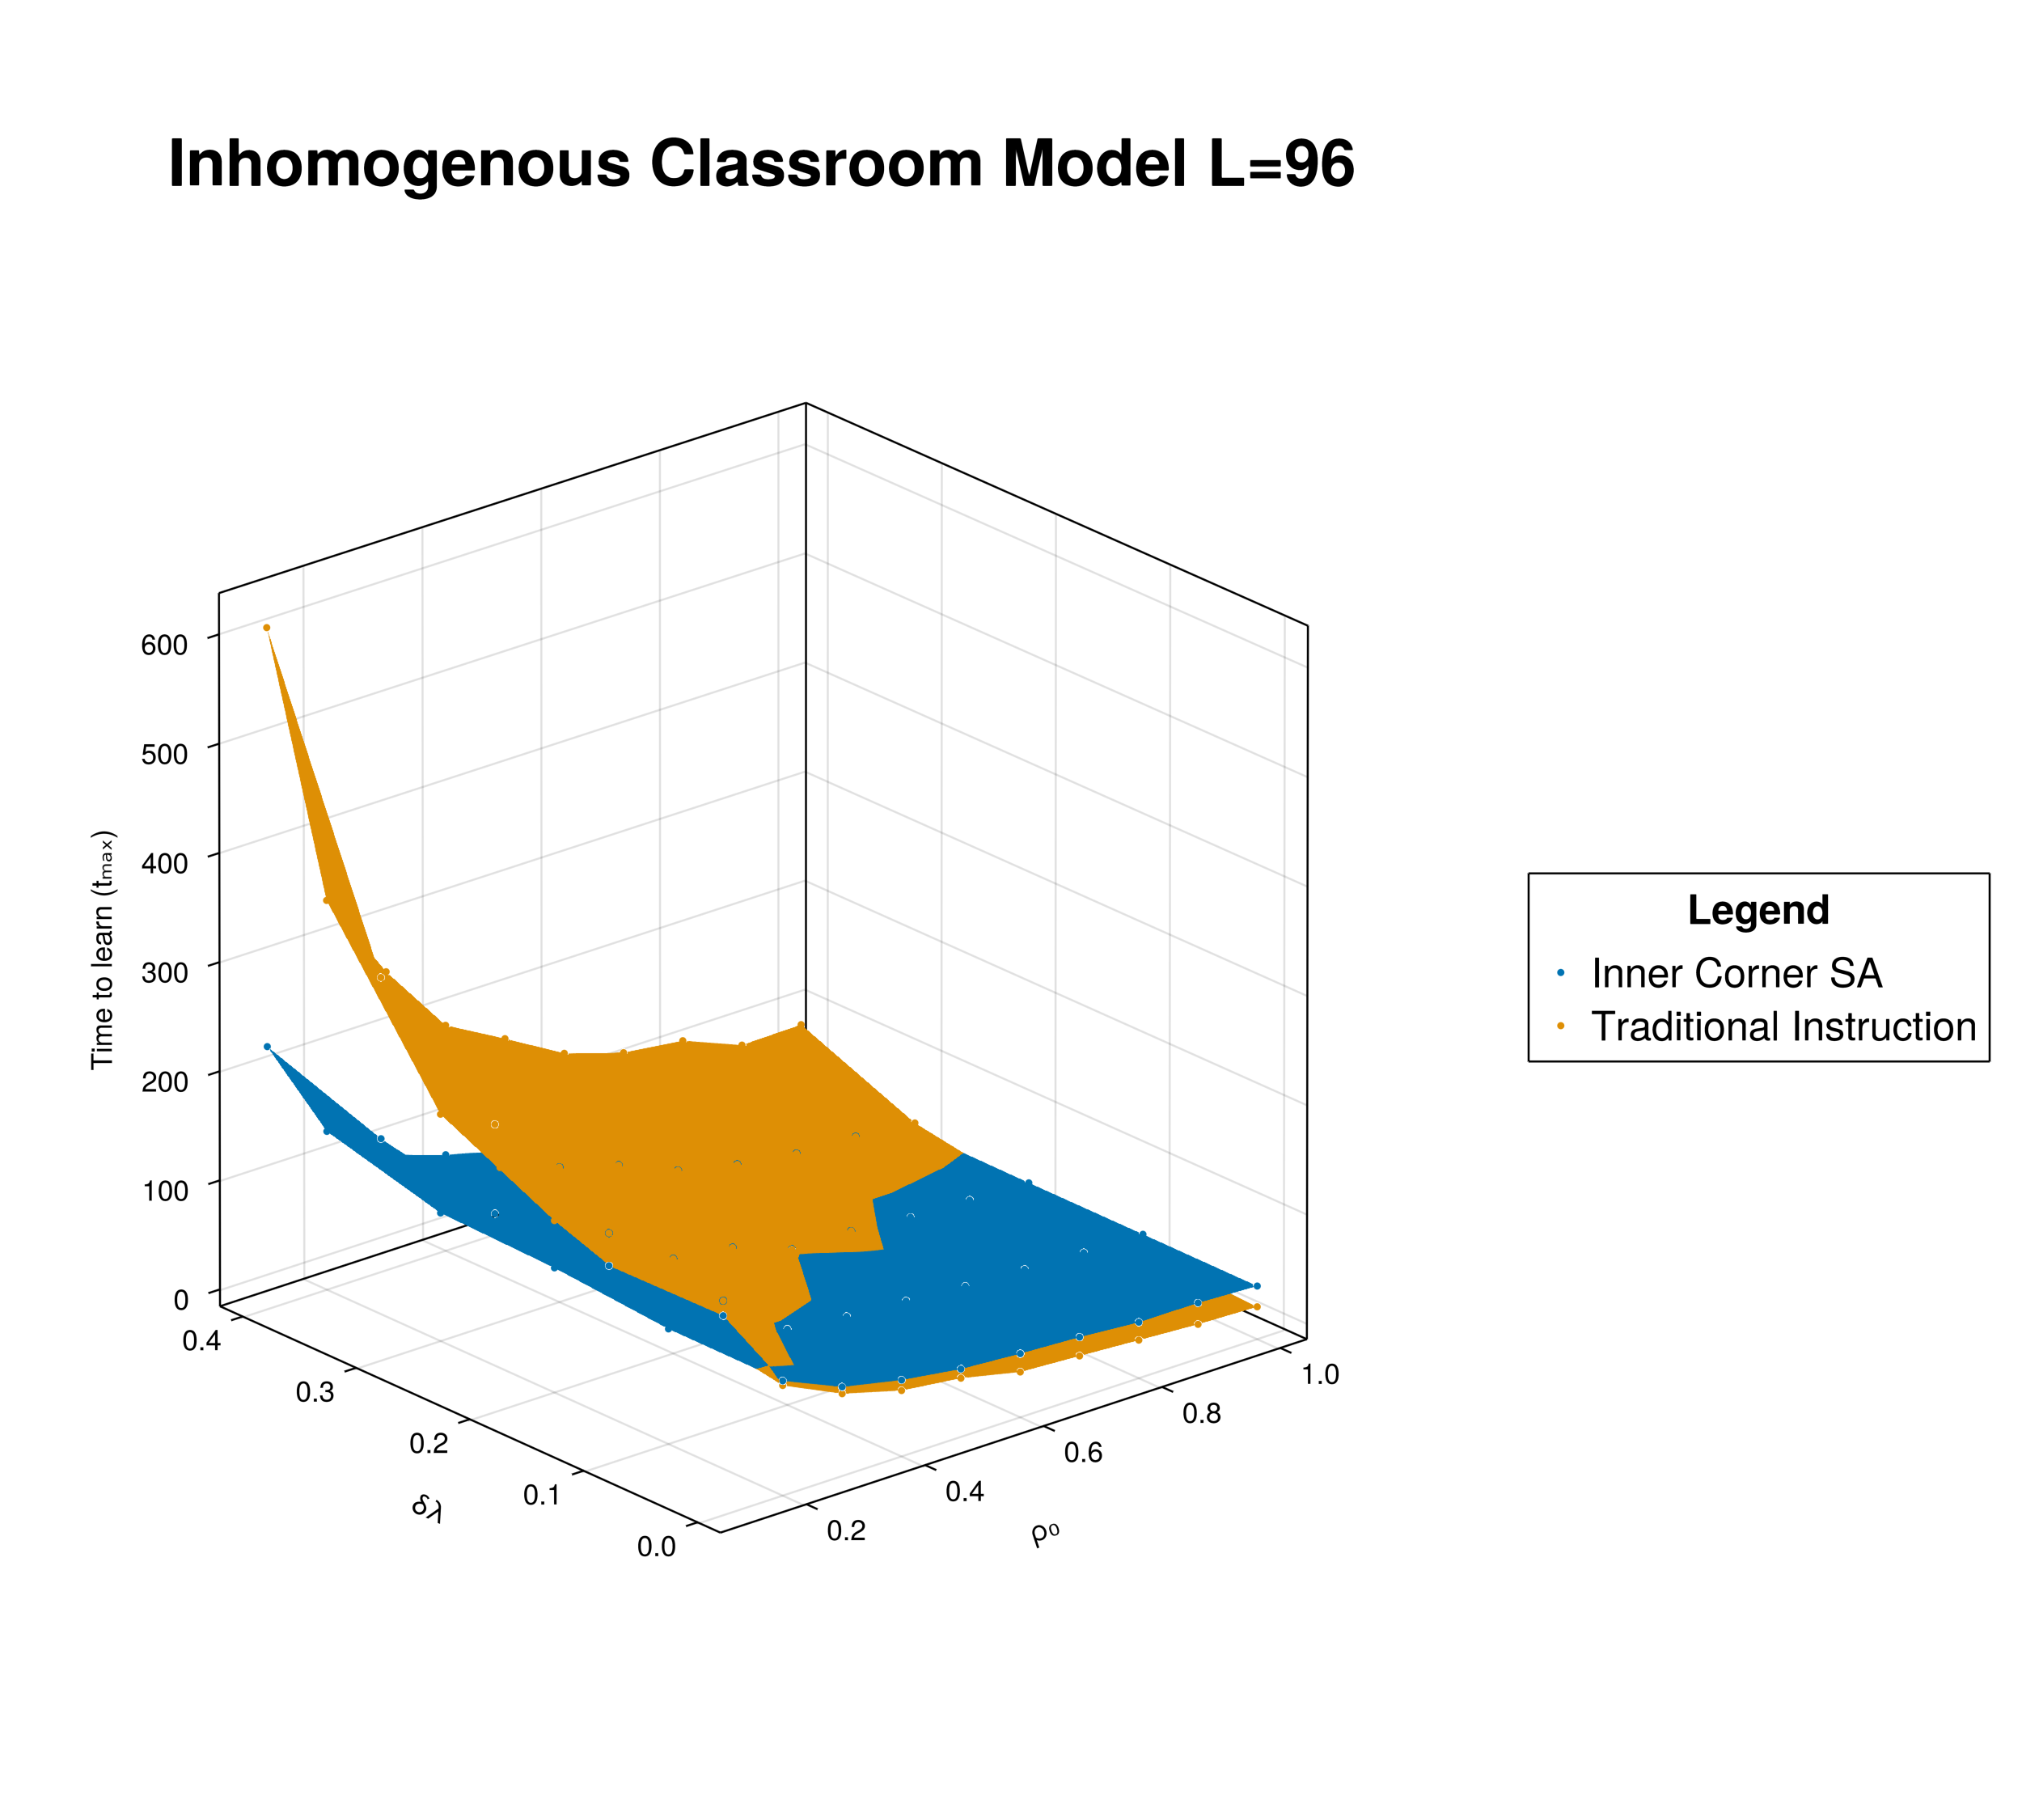 Inhomogenous Classroom Model L=96
600
500
400
300
200
100
0
Time to learn (tₘₐₓ)
0.4
0.3
0.2
0.1
0.0
δλ
0.2
0.4
0.6
0.8
1.0
ρ⁰
Legend
Inner Corner SA
Traditional Instruction